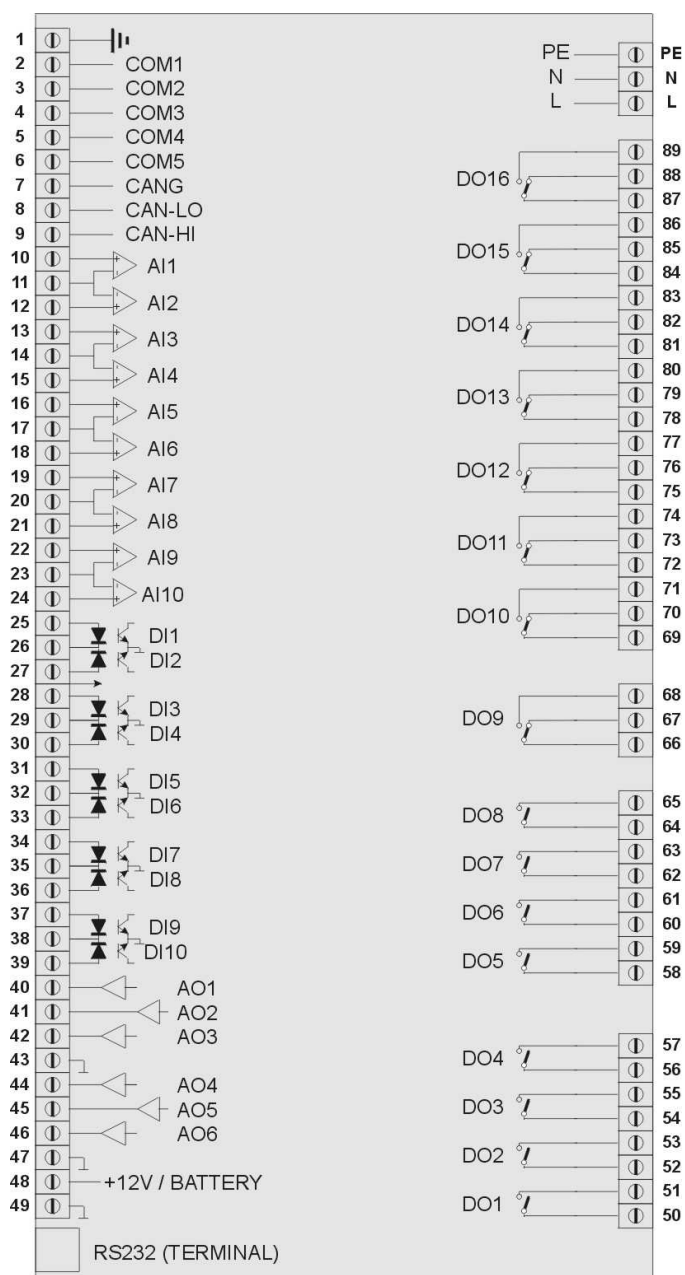 1
2 COM1
3 COM2
4 COM3
5 COM4
6 COM5
7 CANG
8 CAN-LO
9 CAN-HI
10
AI1
11
AI2
12
13
AI3
14
AI4
15
16
AI5
17
AI6
18
19
AI7
20
AI8
21
22
AI9
23
AI10
24
25
DI1
26
DI2
27
28
DI3
29
DI4
30
31
DI5
32
DI6
33
34
DI7
35
DI8
36
37
DI9
38
DI10
39
40 AO1
41 AO2
42 AO3
43
44 AO4
45 AO5
46 AO6
47
48 +12V / BATTERY
49
RS232 (TERMINAL)
PE PE
N N
L L
89
DO16 88
87
86
DO15 85
84
83
DO14 82
81
80
DO13 79
78
77
DO12 76
75
74
DO11 73
72
71
DO10 70
69
68
DO9 67
66
65
DO8
64
63
DO7
62
61
DO6
60
59
DO5
58
57
DO4
56
55
DO3
54
53
DO2
52
51
DO1
50